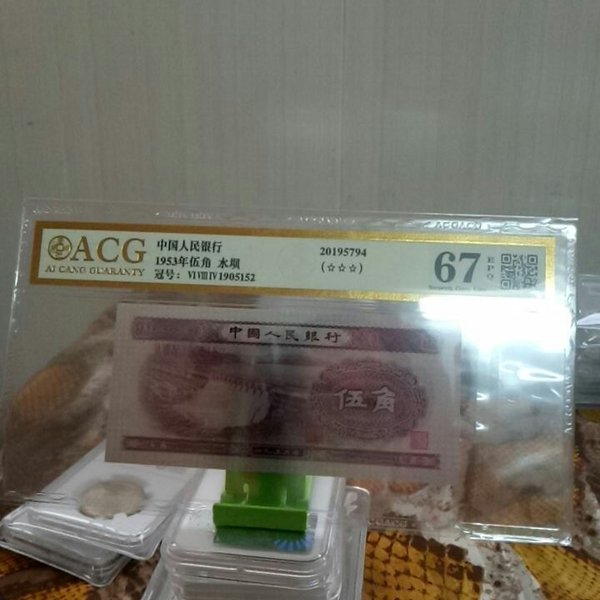 ACG
AI CANG GUARANTY
中国人民银行
1953年伍角 水坝
冠号： VI VIII IV 1905152
20195794
(☆☆☆)
67
EPQ
中國人民銀行
伍角